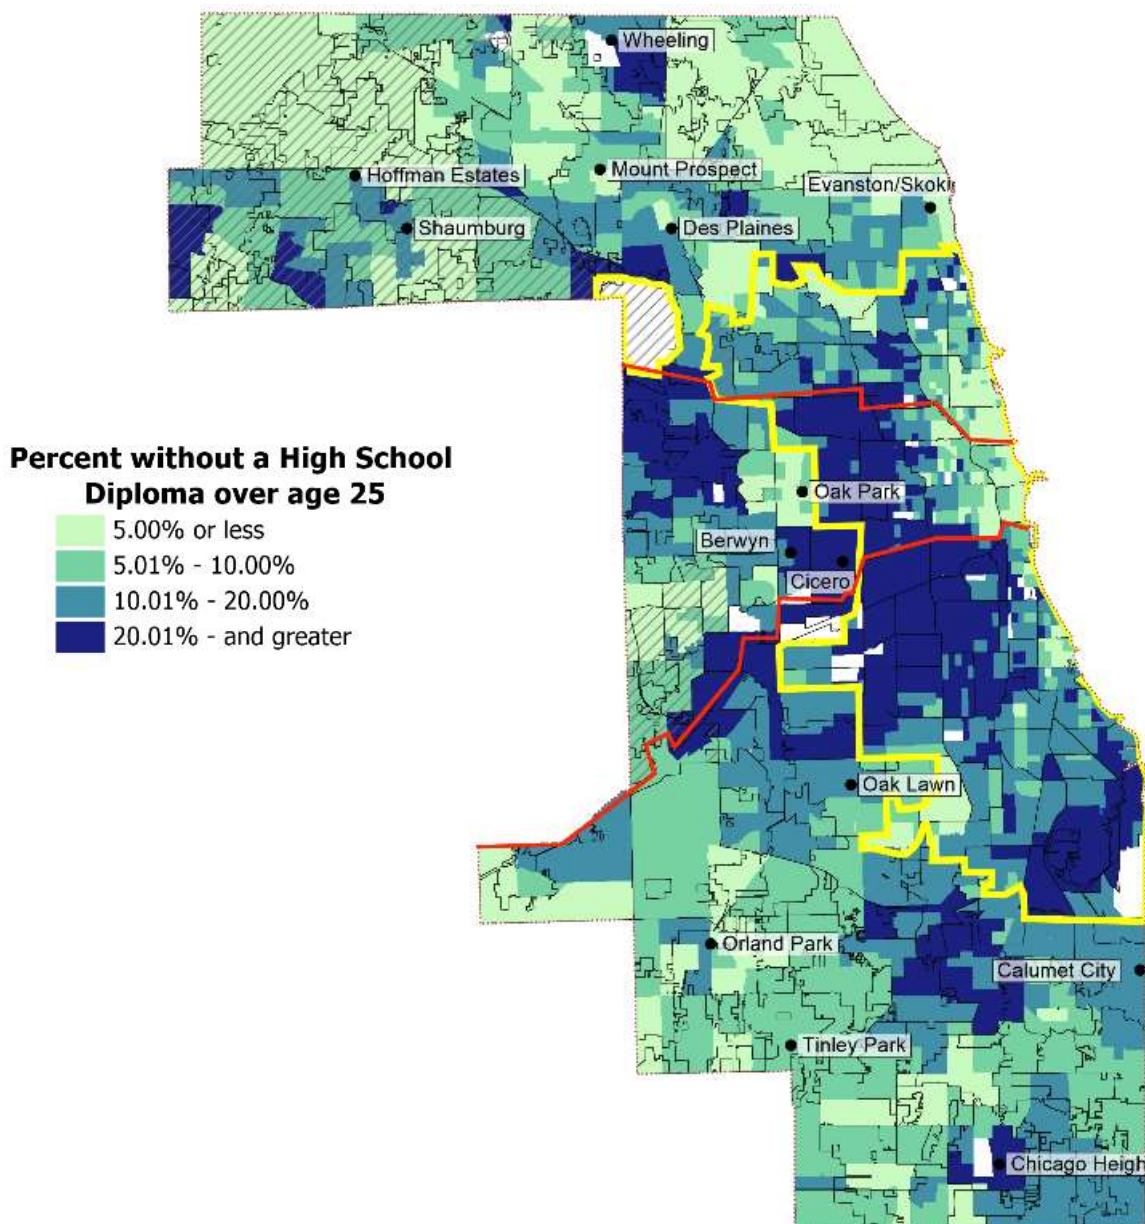 Wheeling
Mount Prospect
Hoffman Estates
Evanston/Skoki
Shaumburg
Des Plaines
Percent without a High School
Diploma over age 25
5.00% or less
5.01% - 10.00%
10.01% - 20.00%
20.01% - and greater
Oak Park
Berwyn
Cicero
Oak Lawn
Orland Park
Calumet City
Tinley Park
Chicago Heigh